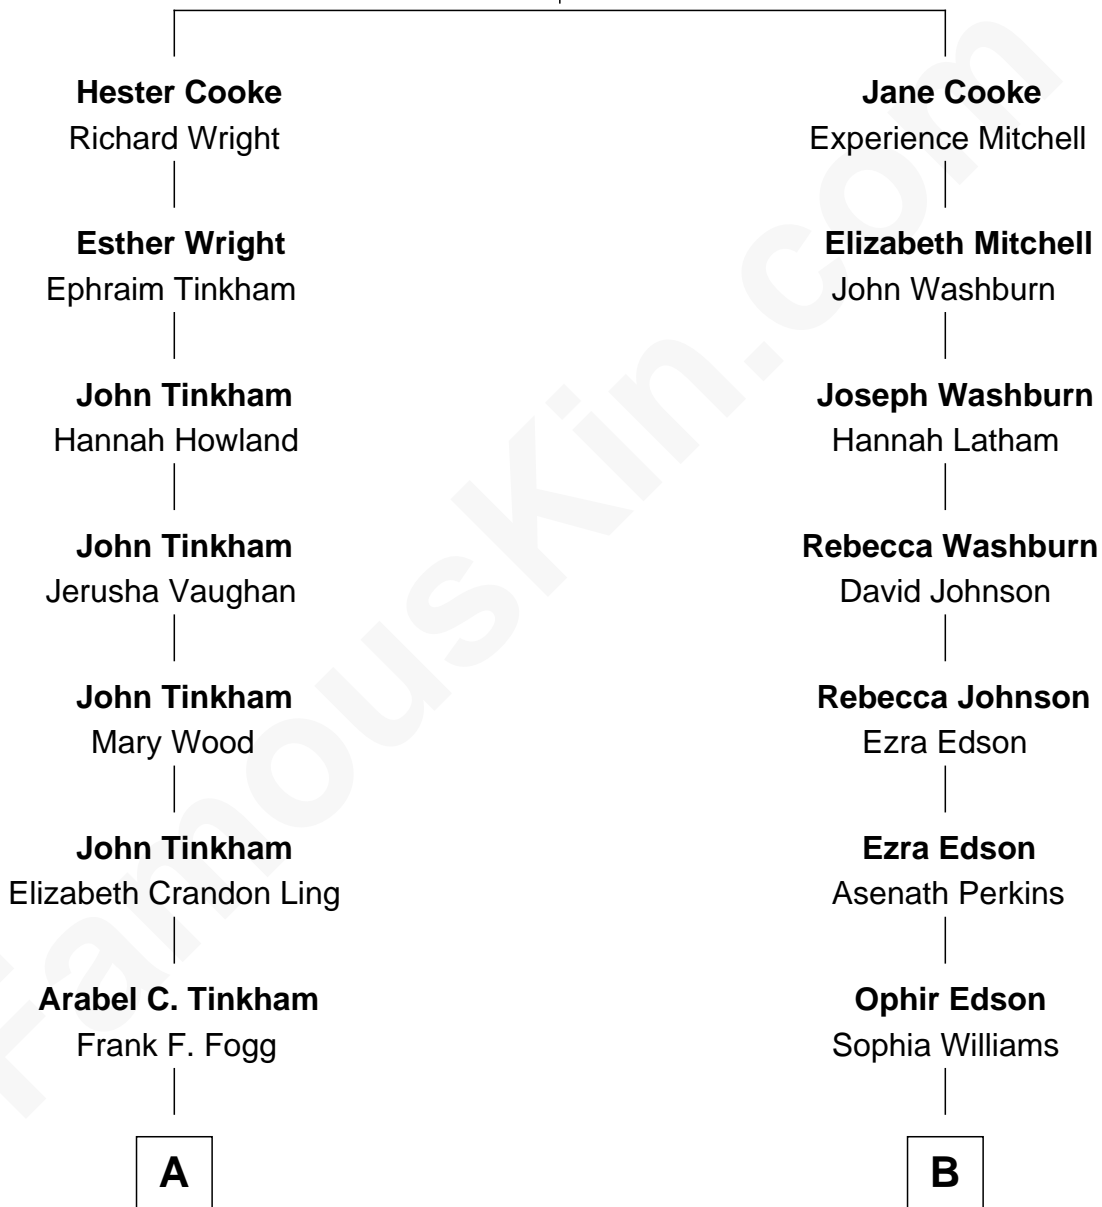 Hester Cooke
Richard Wright
Jane Cooke
Experience Mitchell
Esther Wright
Ephraim Tinkham
Elizabeth Mitchell
John Washburn
John Tinkham
Hannah Howland
Joseph Washburn
Hannah Latham
John Tinkham
Jerusha Vaughan
Rebecca Washburn
David Johnson
John Tinkham
Mary Wood
Rebecca Johnson
Ezra Edson
John Tinkham
Elizabeth Crandon Ling
Ezra Edson
Asenath Perkins
Arabel C. Tinkham
Frank F. Fogg
Ophir Edson
Sophia Williams
A
B
FamousKin.com